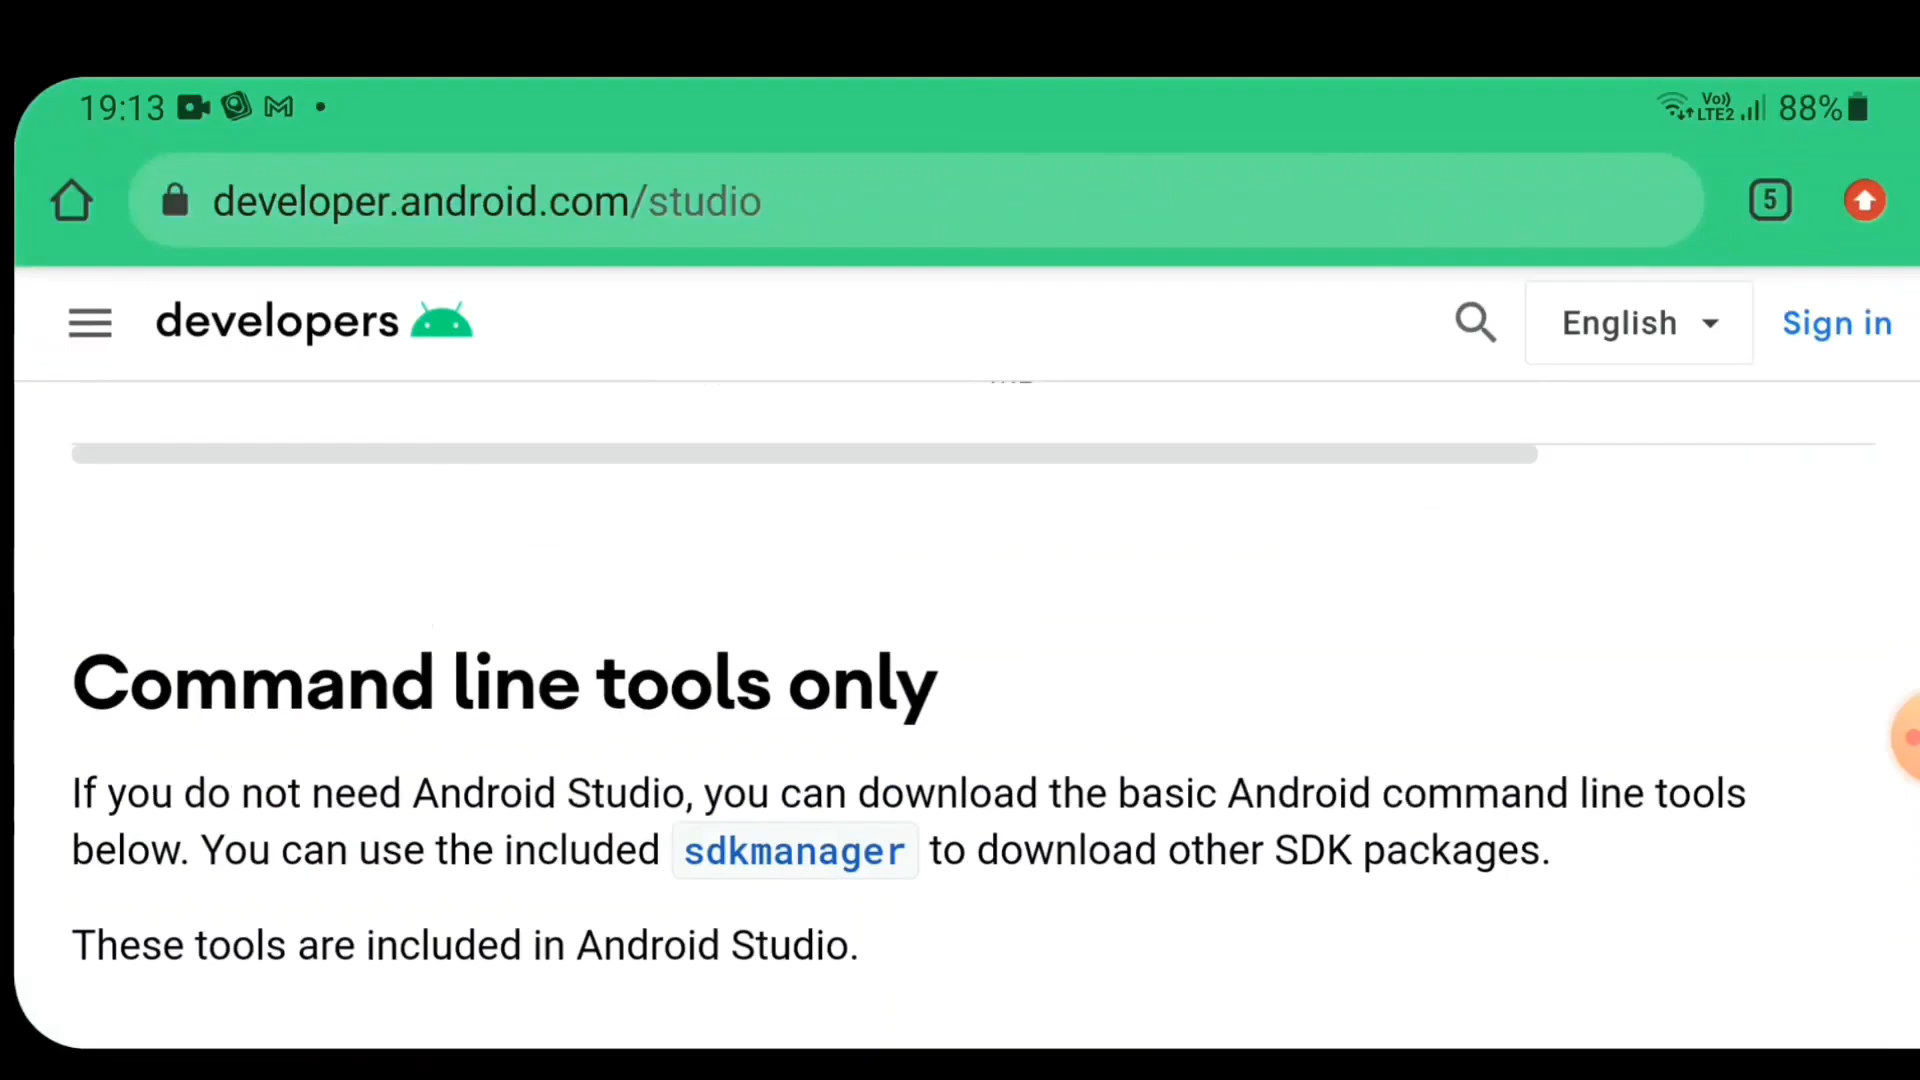 19:13 Vo)) LTE2 88%
developer.android.com/studio 5
developers English Sign in
Command line tools only
If you do not need Android Studio, you can download the basic Android command line tools
below. You can use the included sdkmanager to download other SDK packages.
These tools are included in Android Studio.